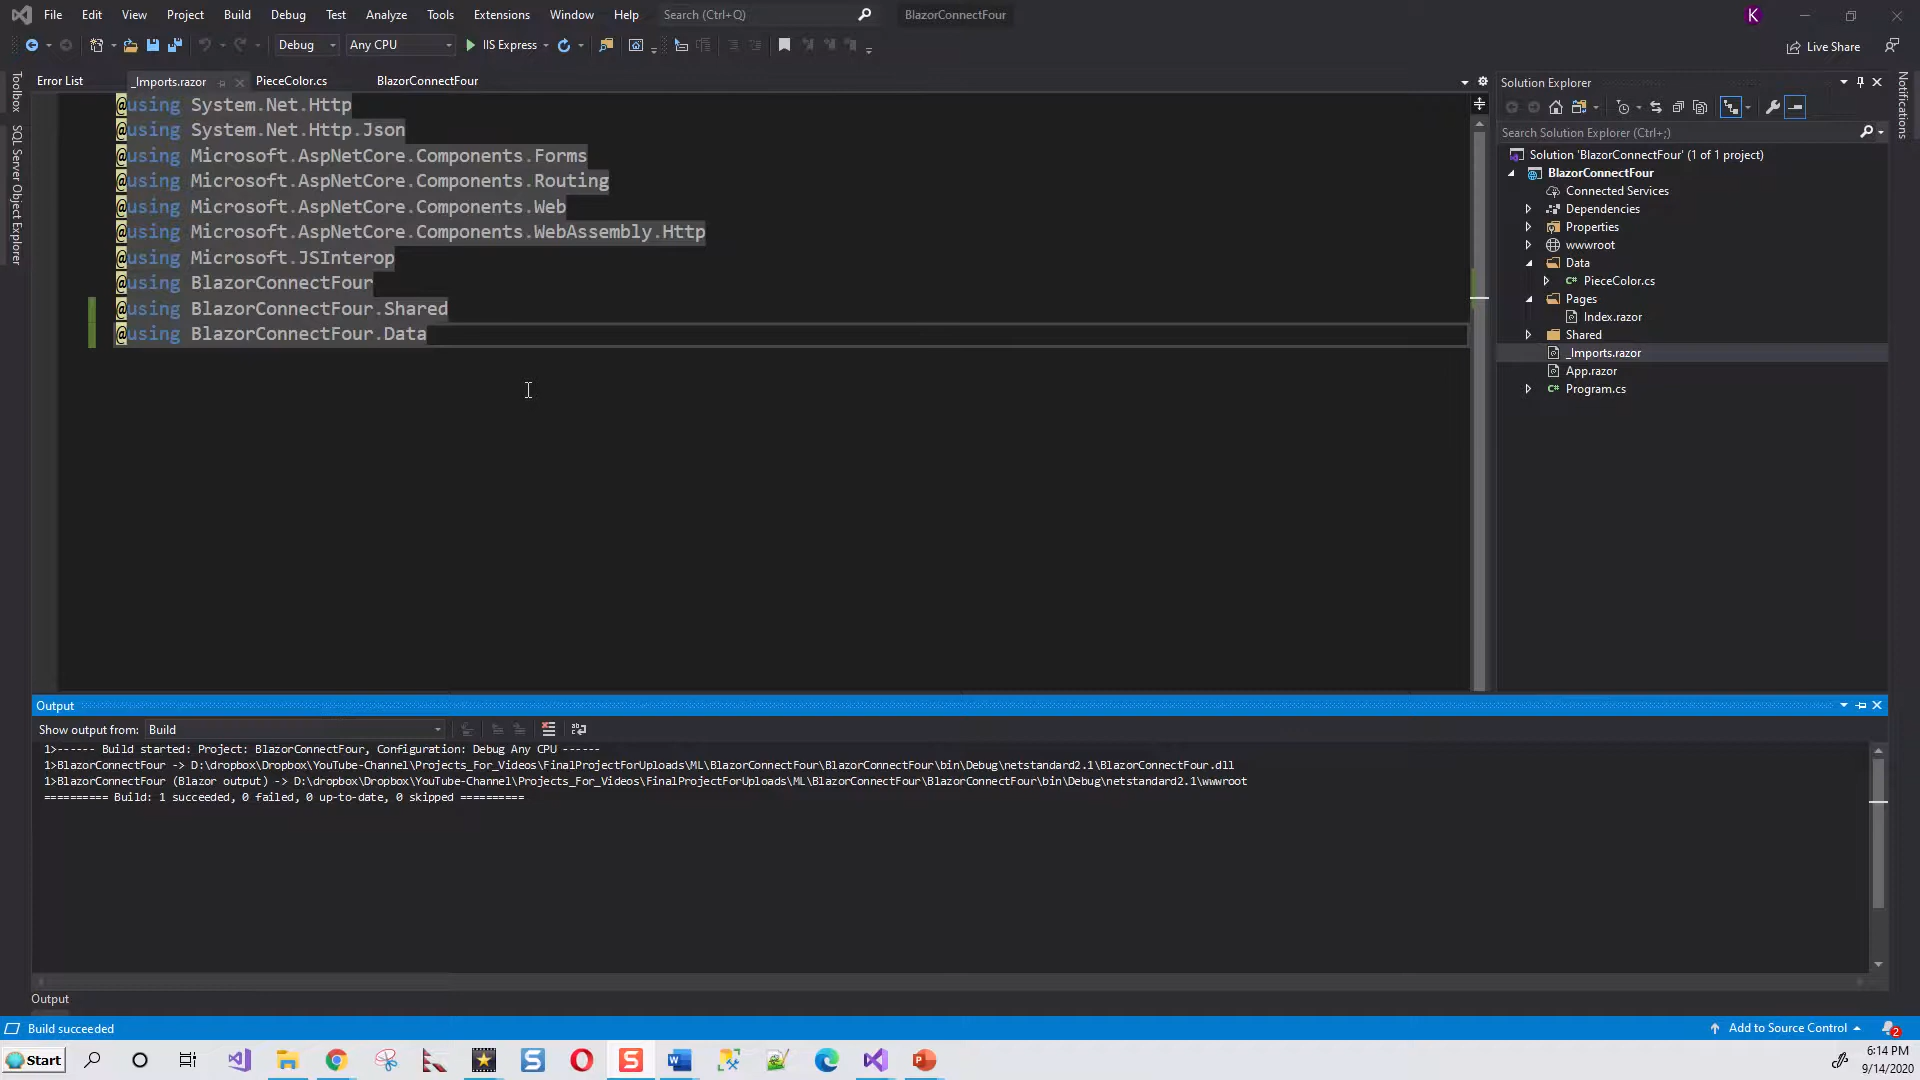 File Edit View Project Build Debug Test Analyze Tools Extensions Window Help Search (Ctrl+Q) BlazorConnectFour K
Debug Any CPU IIS Express Live Share
Toolbox
SQL Server Object Explorer
Error List _Imports.razor PieceColor.cs BlazorConnectFour
@using System.Net.Http
@using System.Net.Http.Json
@using Microsoft.AspNetCore.Components.Forms
@using Microsoft.AspNetCore.Components.Routing
@using Microsoft.AspNetCore.Components.Web
@using Microsoft.AspNetCore.Components.WebAssembly.Http
@using Microsoft.JSInterop
@using BlazorConnectFour
@using BlazorConnectFour.Shared
@using BlazorConnectFour.Data
Solution Explorer
Search Solution Explorer (Ctrl+;)
Solution 'BlazorConnectFour' (1 of 1 project)
BlazorConnectFour
Connected Services
Dependencies
Properties
wwwroot
Data
C# PieceColor.cs
Pages
Index.razor
Shared
_Imports.razor
App.razor
C# Program.cs
Notifications
Output
Show output from: Build
1>------ Build started: Project: BlazorConnectFour, Configuration: Debug Any CPU ------
1>BlazorConnectFour -> D:\dropbox\Dropbox\YouTube-Channel\Projects_For_Videos\FinalProjectForUploads\ML\BlazorConnectFour\BlazorConnectFour\bin\Debug\netstandard2.1\BlazorConnectFour.dll
1>BlazorConnectFour (Blazor output) -> D:\dropbox\Dropbox\YouTube-Channel\Projects_For_Videos\FinalProjectForUploads\ML\BlazorConnectFour\BlazorConnectFour\bin\Debug\netstandard2.1\wwwroot
========== Build: 1 succeeded, 0 failed, 0 up-to-date, 0 skipped ==========
Output
Build succeeded Add to Source Control 2
Start 6:14 PM
9/14/2020